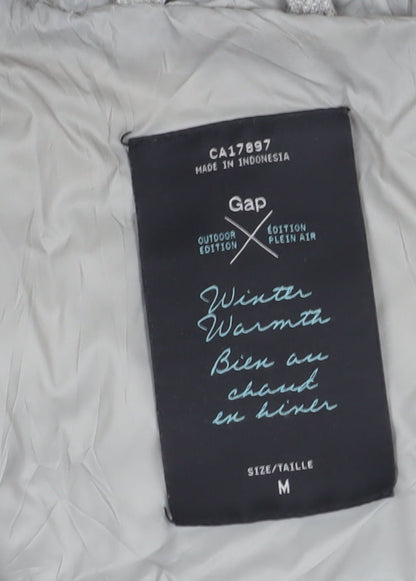 CA17897
MADE IN INDONESIA
Gap
OUTDOOR ÉDITION
EDITION PLEIN AIR
Winter
Warmth
Bien au
chaud
en hiver
SIZE/TAILLE
M